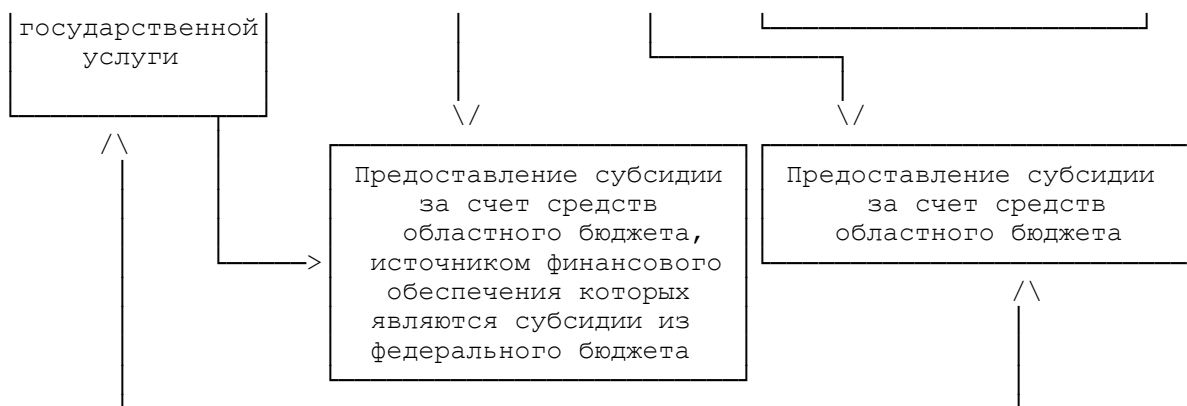 государственной
услуги
Предоставление субсидии
за счет средств
областного бюджета,
источником финансового
обеспечения которых
являются субсидии из
федерального бюджета
Предоставление субсидии
за счет средств
областного бюджета